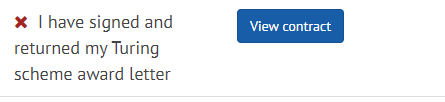 ✖ I have signed and
returned my Turing
scheme award letter
View contract